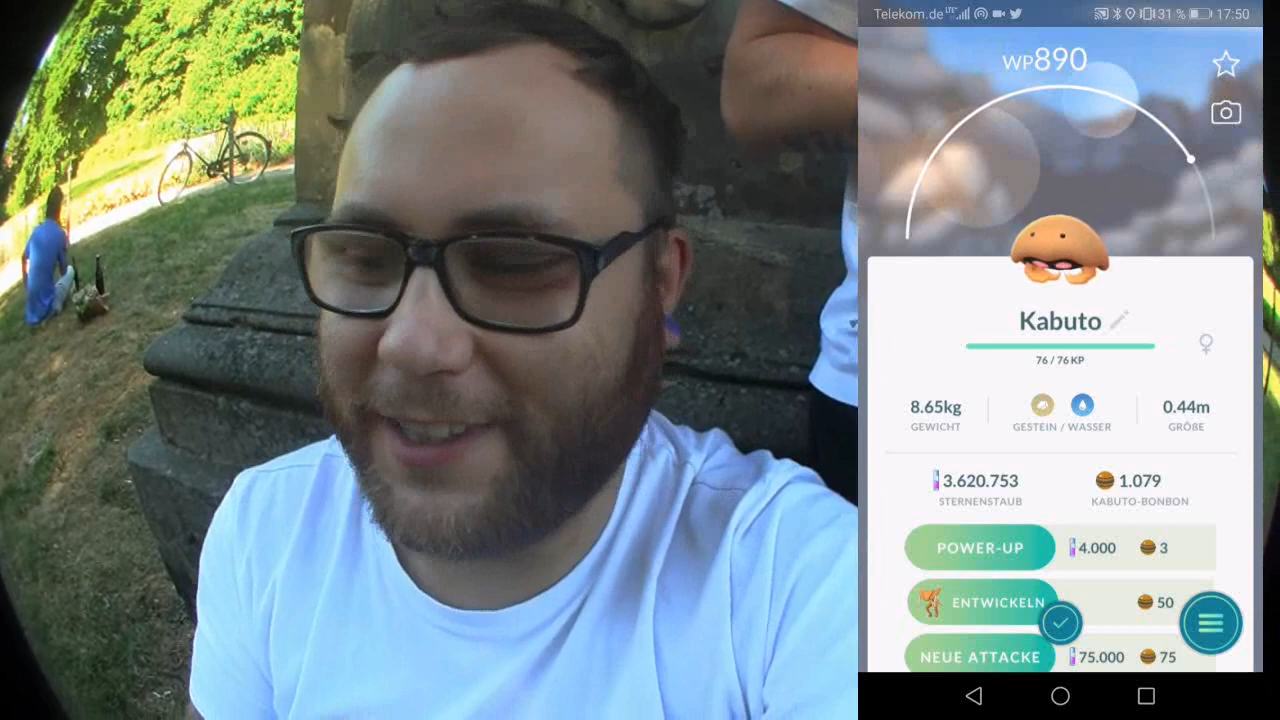 Telekom.de LTE 31 % 17:50
WP890
Kabuto
76 / 76 KP
8.65kg 0.44m
GEWICHT GESTEIN / WASSER GRÖßE
3.620.753 1.079
STERNENSTAUB KABUTO-BONBON
POWER-UP 4.000 3
ENTWICKELN 50
NEUE ATTACKE 75.000 75